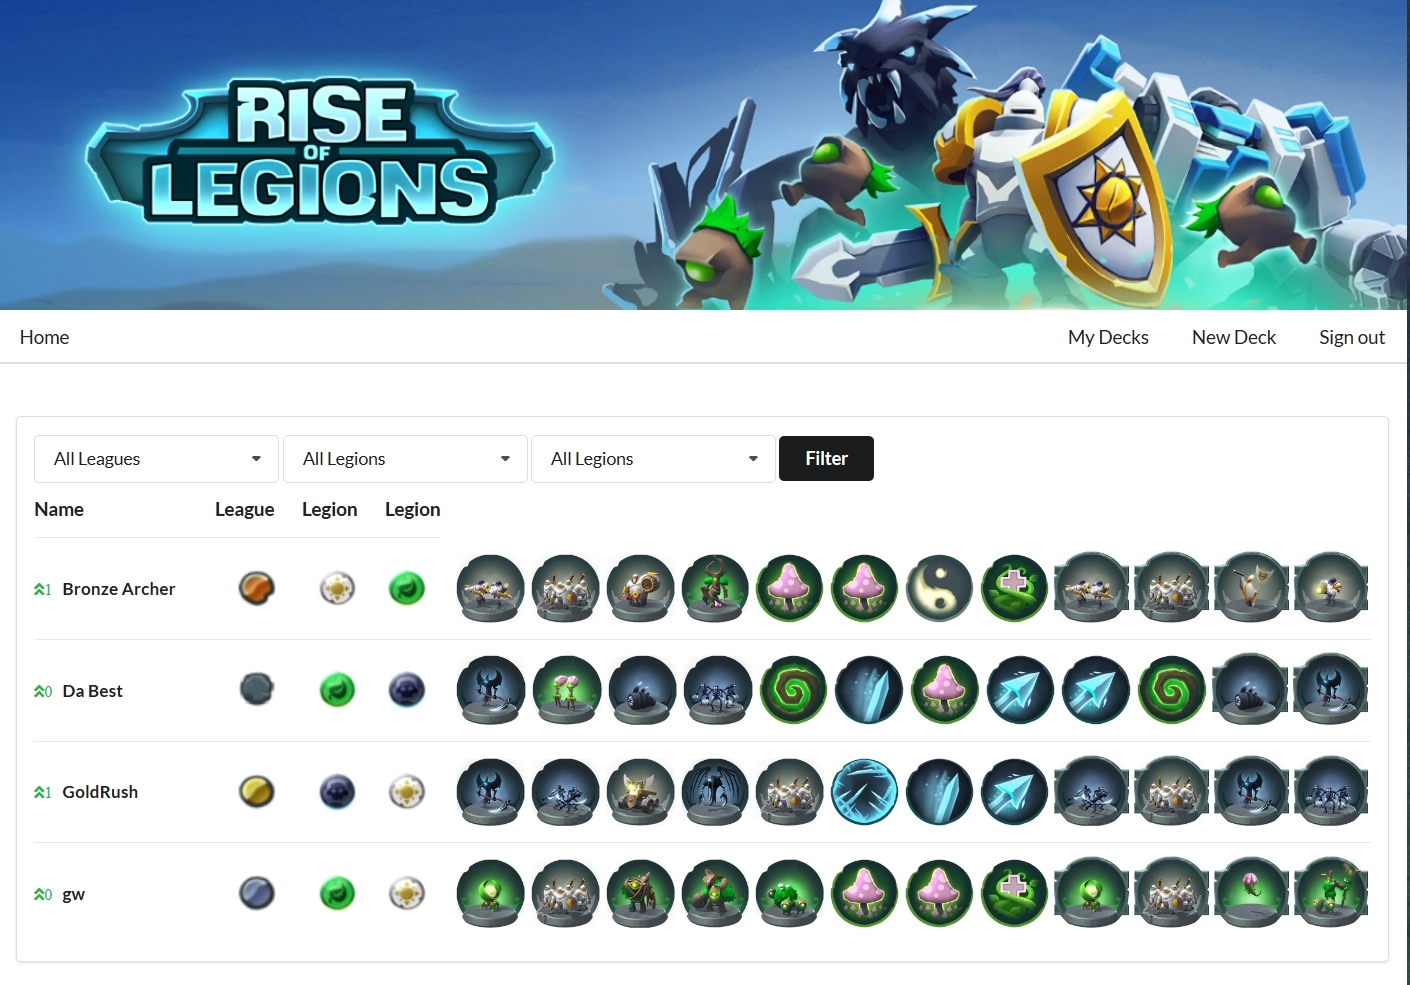 RISE
OF
LEGIONS
Home
My Decks
New Deck
Sign out
All Leagues
All Legions
All Legions
Filter
Name
League
Legion
Legion
1 Bronze Archer
0 Da Best
1 GoldRush
0 gw